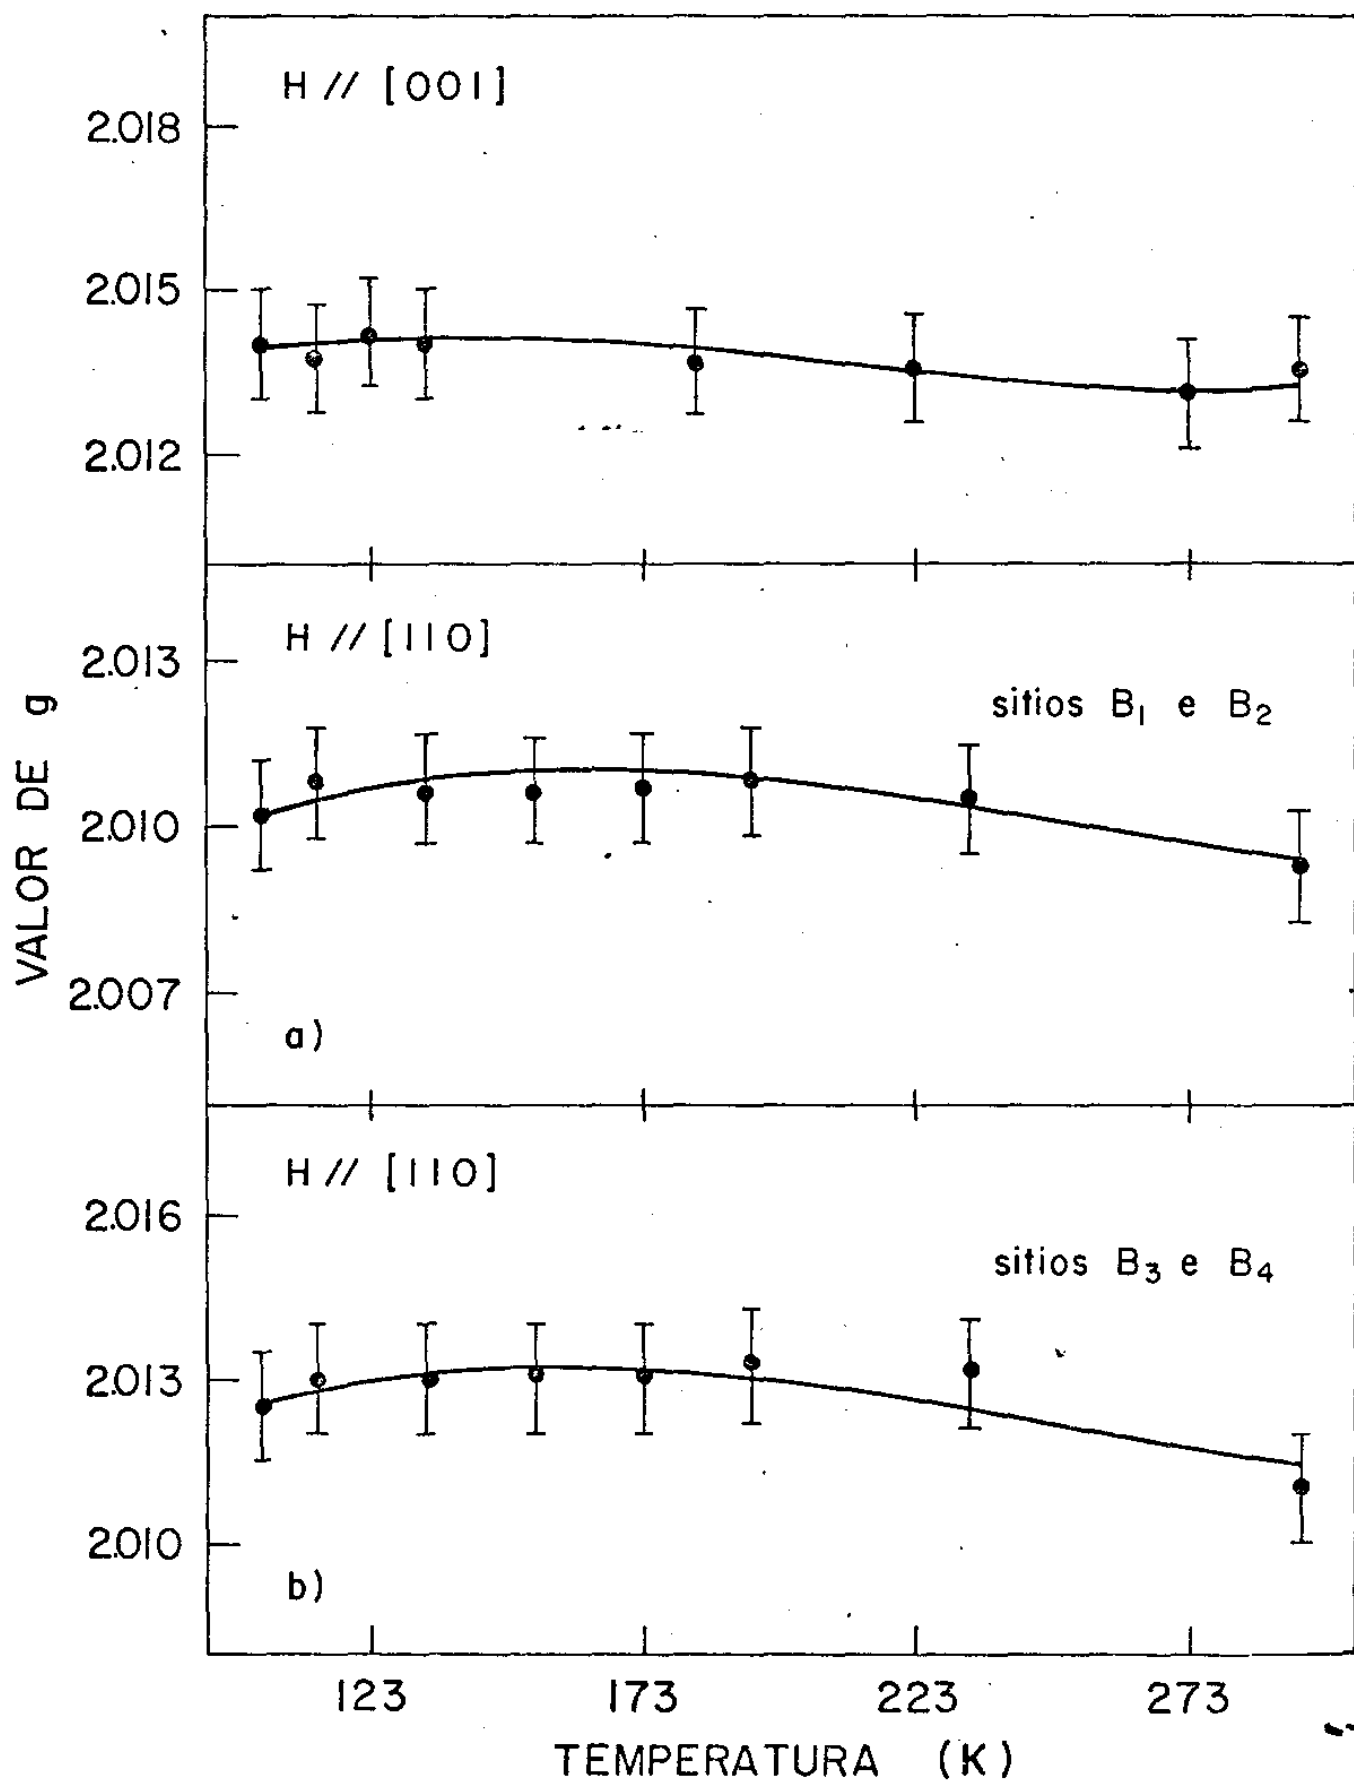 H // [001]
2.018
2.015
2.012
H // [110]
2.013
sitios B₁ e B₂
2.010
2.007
a)
VALOR DE g
H // [110]
2.016
sitios B₃ e B₄
2.013
2.010
b)
123 173 223 273
TEMPERATURA (K)